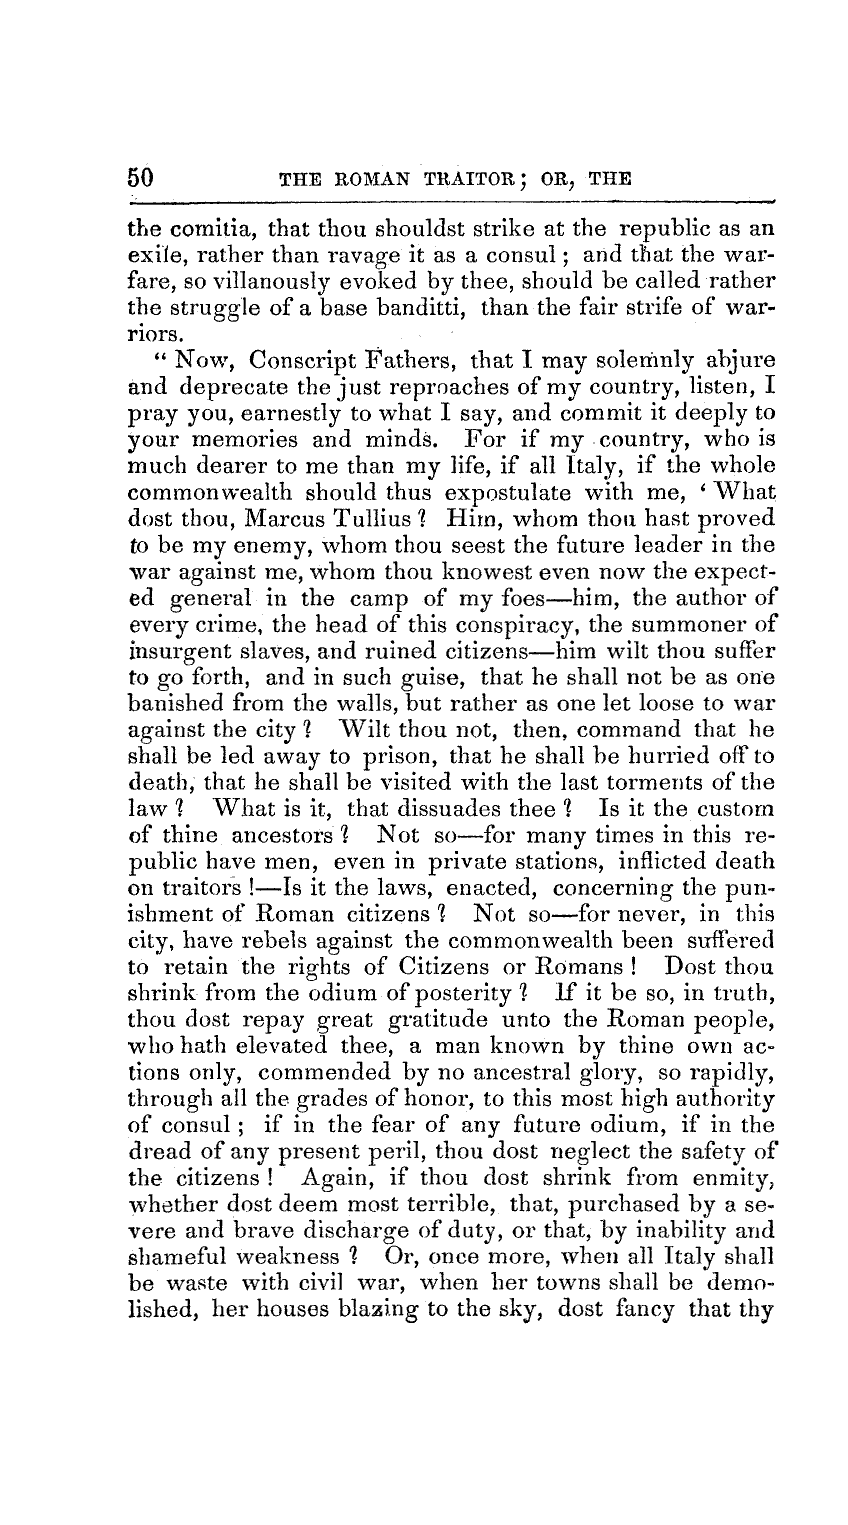 50 THE ROMAN TRAITOR; OR, THE
the comitia, that thou shouldst strike at the republic as an
exile, rather than ravage it as a consul; and that the war-
fare, so villanously evoked by thee, should be called rather
the struggle of a base banditti, than the fair strife of war-
riors.
“Now, Conscript Fathers, that I may solemnly abjure
and deprecate the just reproaches of my country, listen, I
pray you, earnestly to what I say, and commit it deeply to
your memories and minds. For if my country, who is
much dearer to me than my life, if all Italy, if the whole
commonwealth should thus expostulate with me, ‘What
dost thou, Marcus Tullius? Him, whom thou hast proved
to be my enemy, whom thou seest the future leader in the
war against me, whom thou knowest even now the expect-
ed general in the camp of my foes—him, the author of
every crime, the head of this conspiracy, the summoner of
insurgent slaves, and ruined citizens—him wilt thou suffer
to go forth, and in such guise, that he shall not be as one
banished from the walls, but rather as one let loose to war
against the city? Wilt thou not, then, command that he
shall be led away to prison, that he shall be hurried off to
death, that he shall be visited with the last torments of the
law? What is it, that dissuades thee? Is it the custom
of thine ancestors? Not so—for many times in this re-
public have men, even in private stations, inflicted death
on traitors!—Is it the laws, enacted, concerning the pun-
ishment of Roman citizens? Not so—for never, in this
city, have rebels against the commonwealth been suffered
to retain the rights of Citizens or Romans! Dost thou
shrink from the odium of posterity? If it be so, in truth,
thou dost repay great gratitude unto the Roman people,
who hath elevated thee, a man known by thine own ac-
tions only, commended by no ancestral glory, so rapidly,
through all the grades of honor, to this most high authority
of consul; if in the fear of any future odium, if in the
dread of any present peril, thou dost neglect the safety of
the citizens! Again, if thou dost shrink from enmity,
whether dost deem most terrible, that, purchased by a se-
vere and brave discharge of duty, or that, by inability and
shameful weakness? Or, once more, when all Italy shall
be waste with civil war, when her towns shall be demo-
lished, her houses blazing to the sky, dost fancy that thy